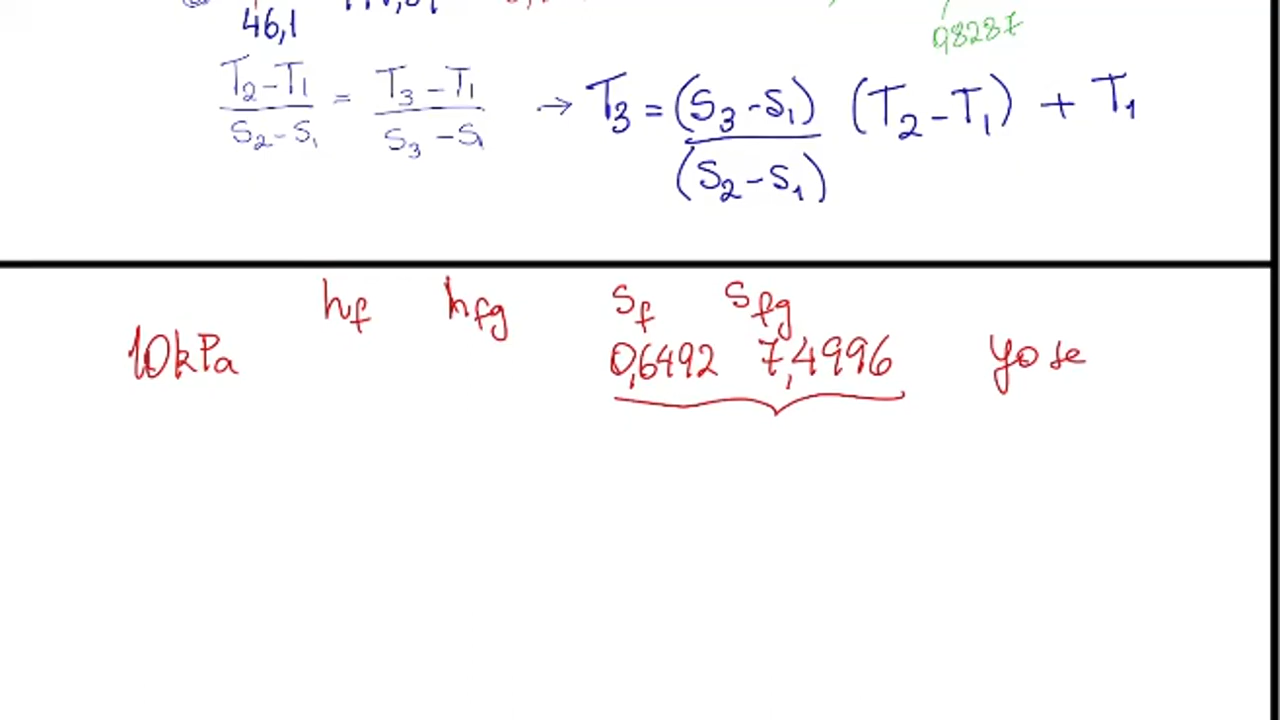 46,1
98287
T2-T1 / S2-S1 = T3-T1 / S3-S1 → T3 = (S3-S1) / (S2-S1) (T2-T1) + T1
hf hfg Sf Sfg
10kPa 0,6492 7,4996 yo se